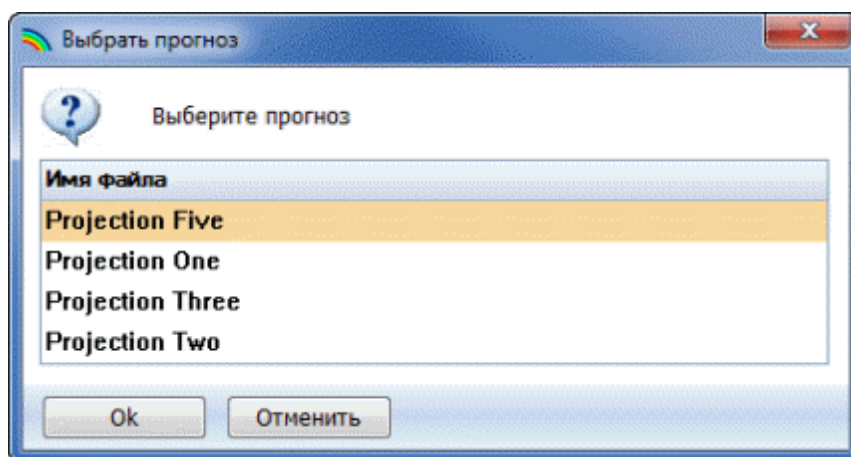 Выбрать прогноз
Выберите прогноз
Имя файла
Projection Five
Projection One
Projection Three
Projection Two
Ok
Отменить